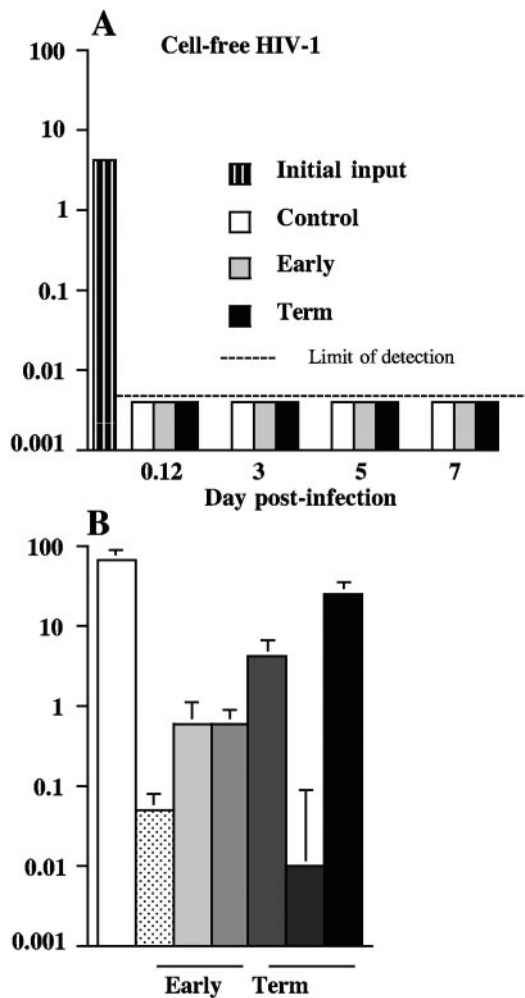 A
Cell-free HIV-1
100
10
1
0.1
0.01
0.001
Initial input
Control
Early
Term
Limit of detection
0.12 3 5 7
Day post-infection
B
100
10
1
0.1
0.01
0.001
Early Term